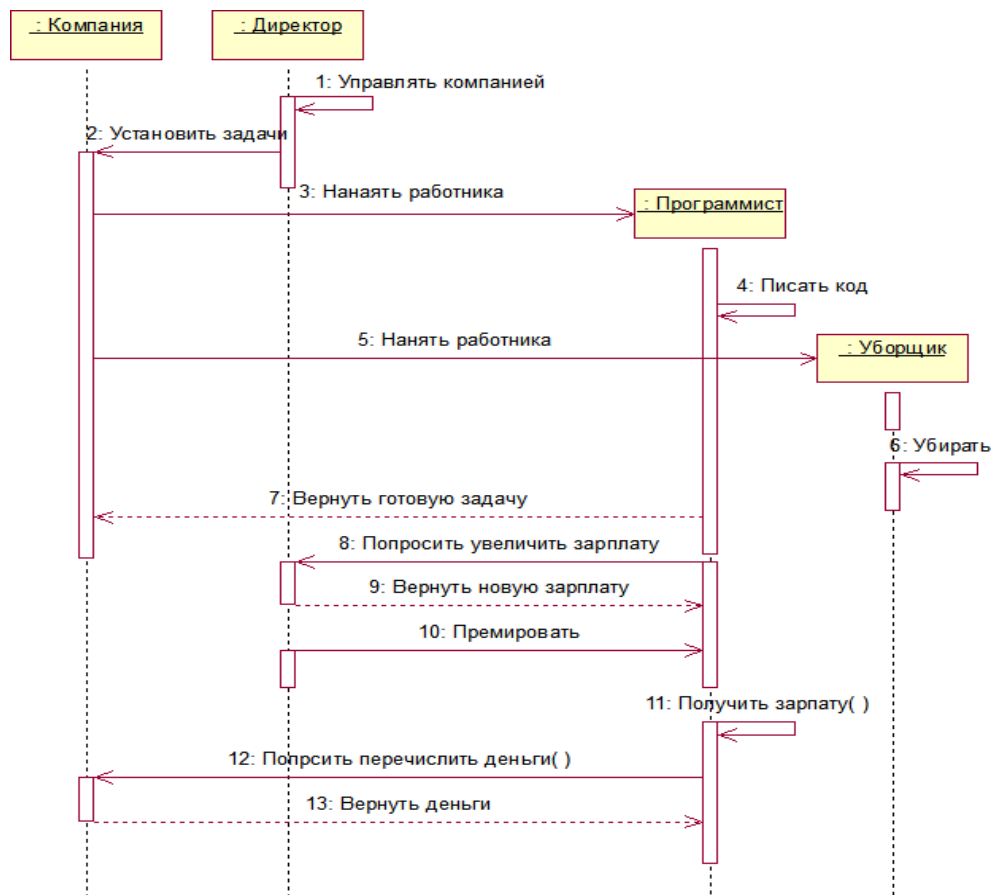 _: Компания
_: Директор
1: Управлять компанией
2: Установить задачи
3: Нанаять работника
_: Программист
4: Писать код
5: Нанять работника
_: Уборщик
6: Убирать
7: Вернуть готовую задачу
8: Попросить увеличить зарплату
9: Вернуть новую зарплату
10: Премировать
11: Получить зарпату( )
12: Попрсить перечислить деньги( )
13: Вернуть деньги